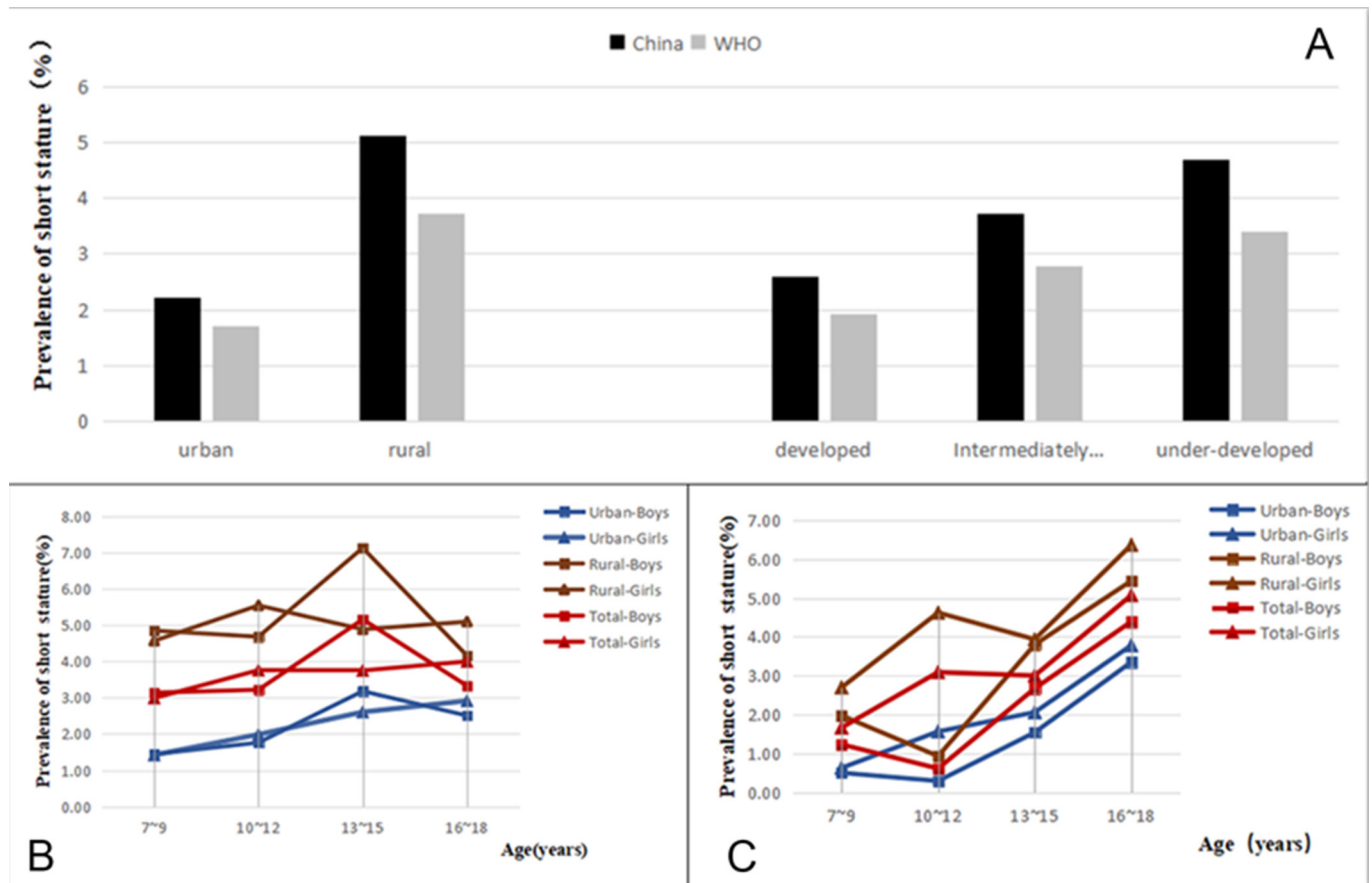 China WHO
A
Prevalence of short stature (%)
6
5
4
3
2
1
0
urban rural developed Intermediately... under-developed
8.00
7.00
6.00
5.00
4.00
3.00
2.00
1.00
0.00
Prevalence of short stature(%)
7~9 10~12 13~15 16~18
Age(years)
Urban-Boys
Urban-Girls
Rural-Boys
Rural-Girls
Total-Boys
Total-Girls
B
7.00
6.00
5.00
4.00
3.00
2.00
1.00
0.00
Prevalence of short stature(%)
7~9 10~12 13~15 16~18
Age (years)
Urban-Boys
Urban-Girls
Rural-Boys
Rural-Girls
Total-Boys
Total-Girls
C